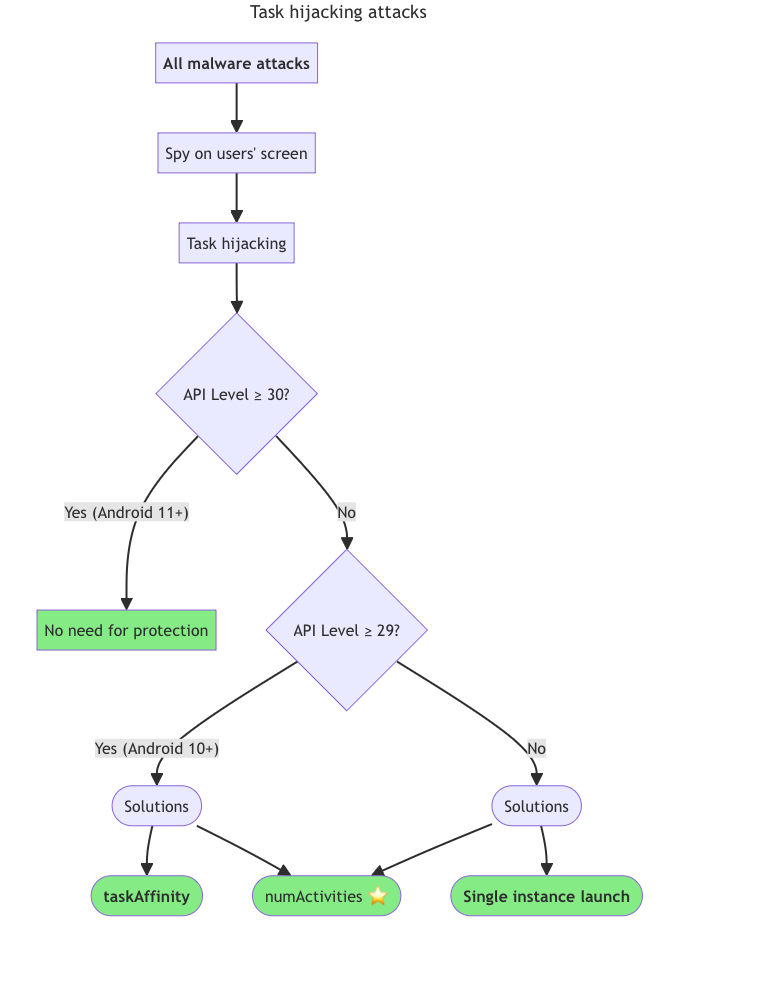 Task hijacking attacks
All malware attacks
Spy on users' screen
Task hijacking
API Level ≥ 30?
Yes (Android 11+)
No
No need for protection
API Level ≥ 29?
Yes (Android 10+)
No
Solutions
Solutions
taskAffinity
numActivities ⭐
Single instance launch